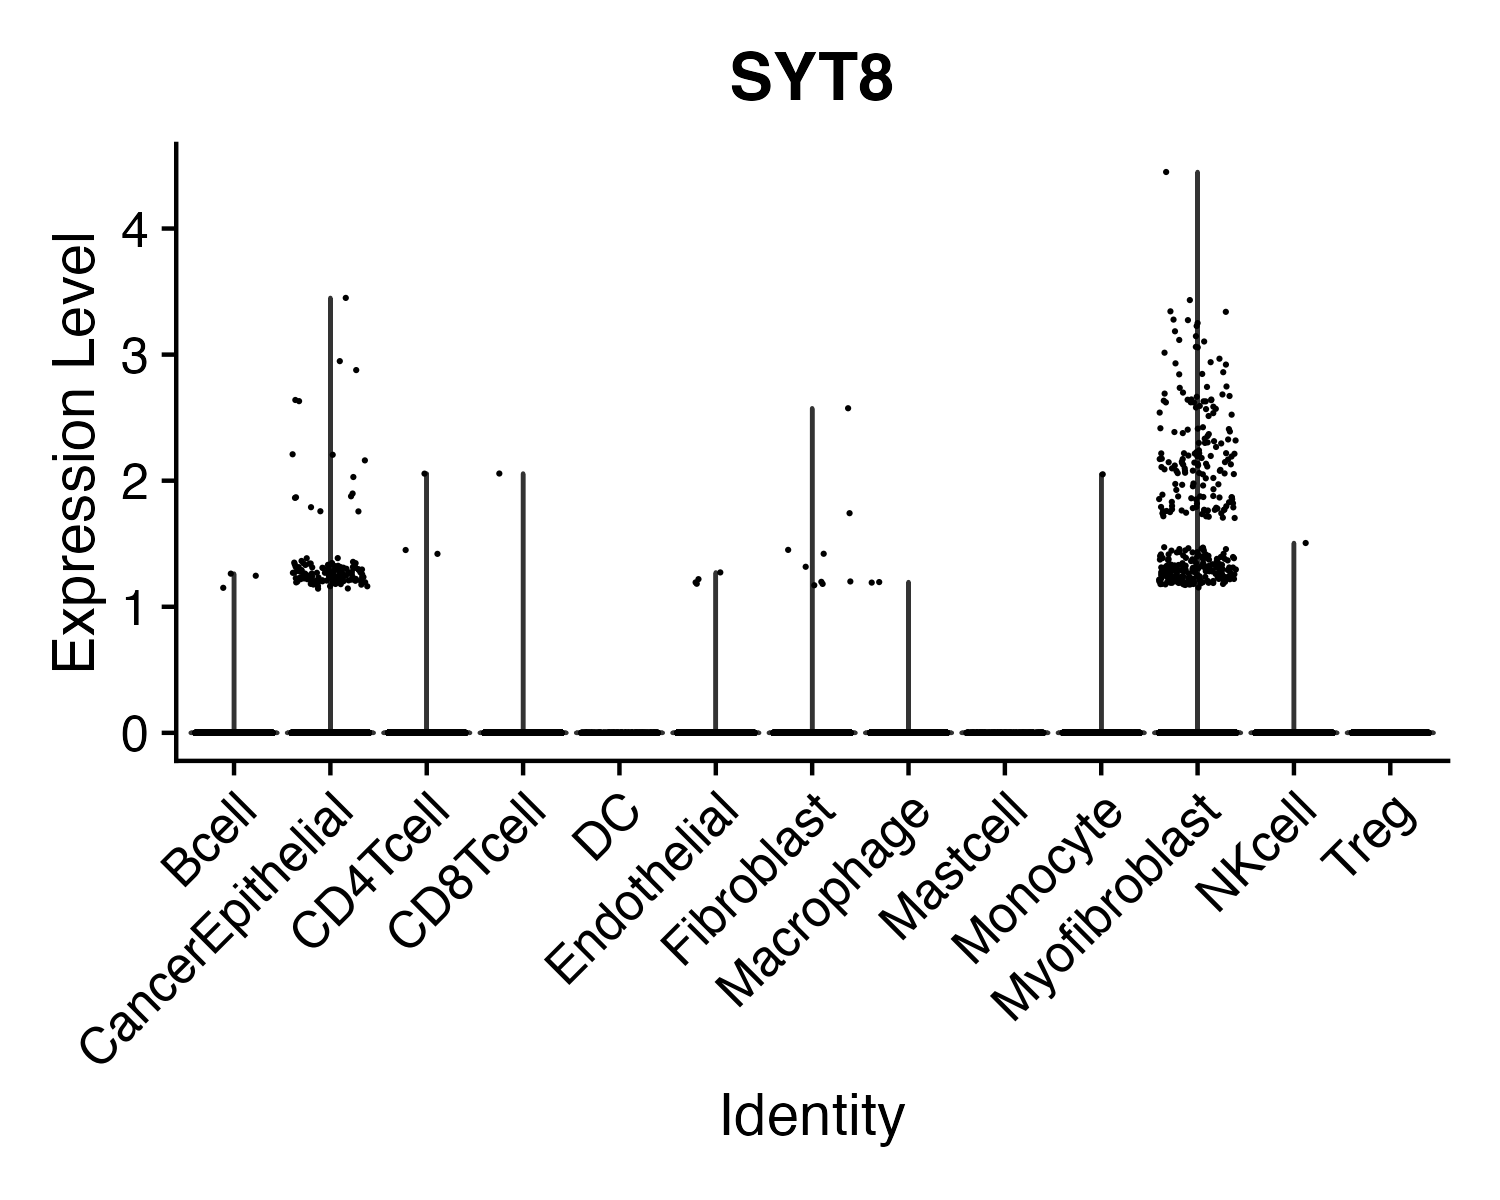 SYT8
Expression Level
4
3
2
1
0
Bcell
CancerEpithelial
CD4Tcell
CD8Tcell
DC
Endothelial
Fibroblast
Macrophage
Mastcell
Monocyte
Myofibroblast
NKcell
Treg
Identity